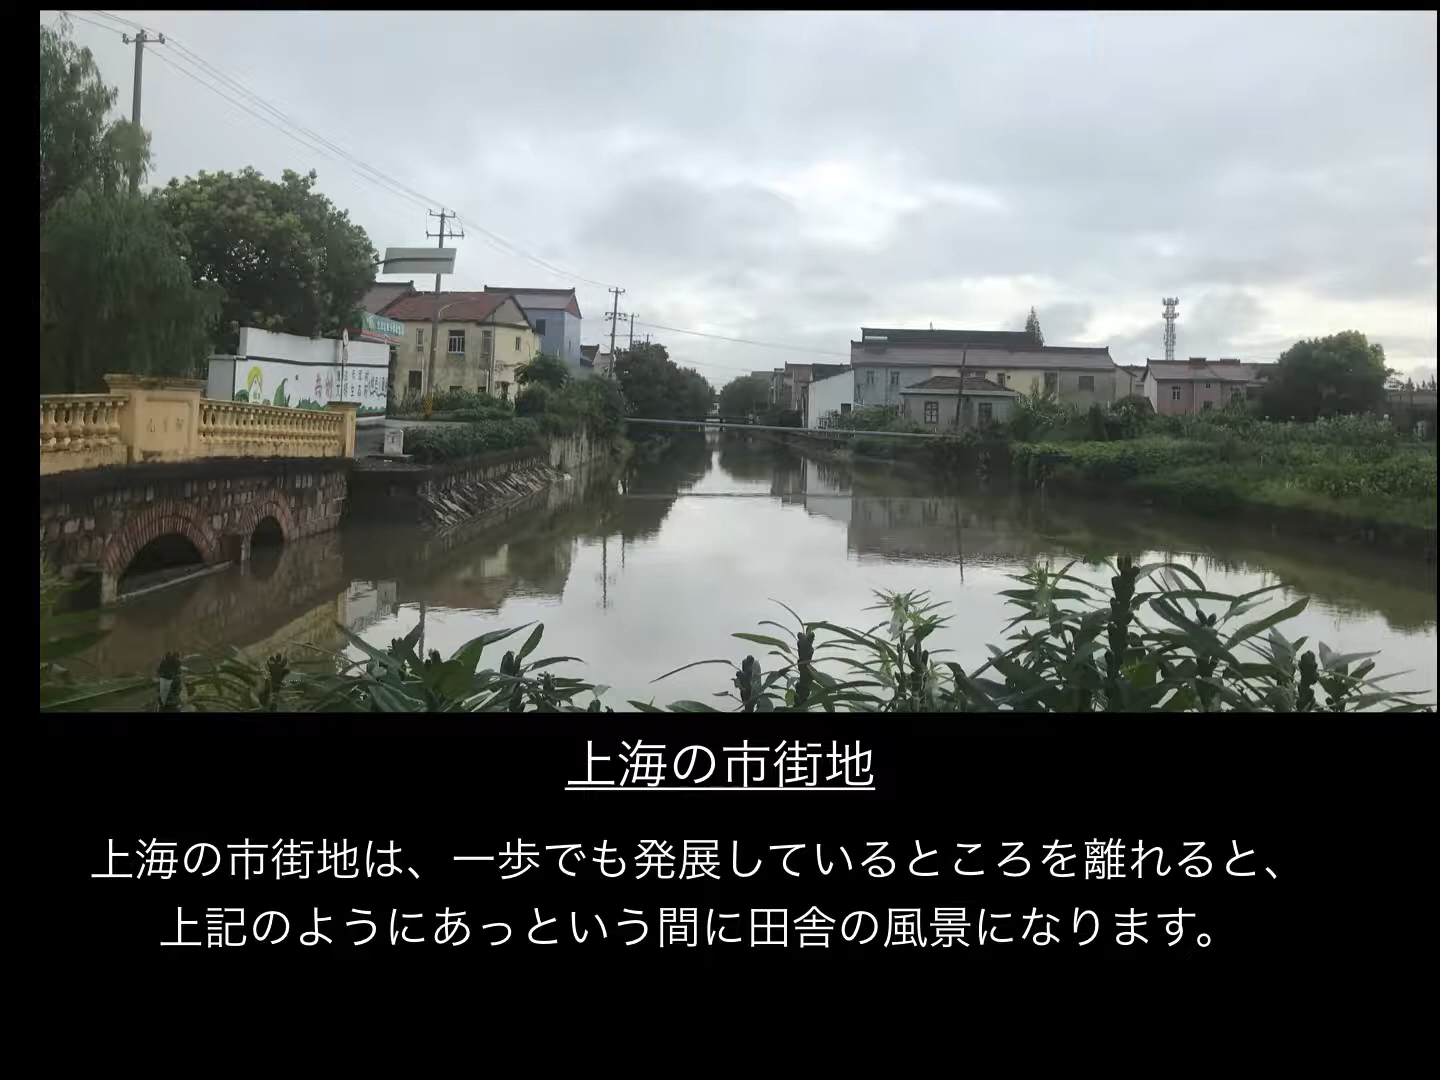 上海の市街地
上海の市街地は、一歩でも発展しているところを離れると、
上記のようにあっという間に田舎の風景になります。